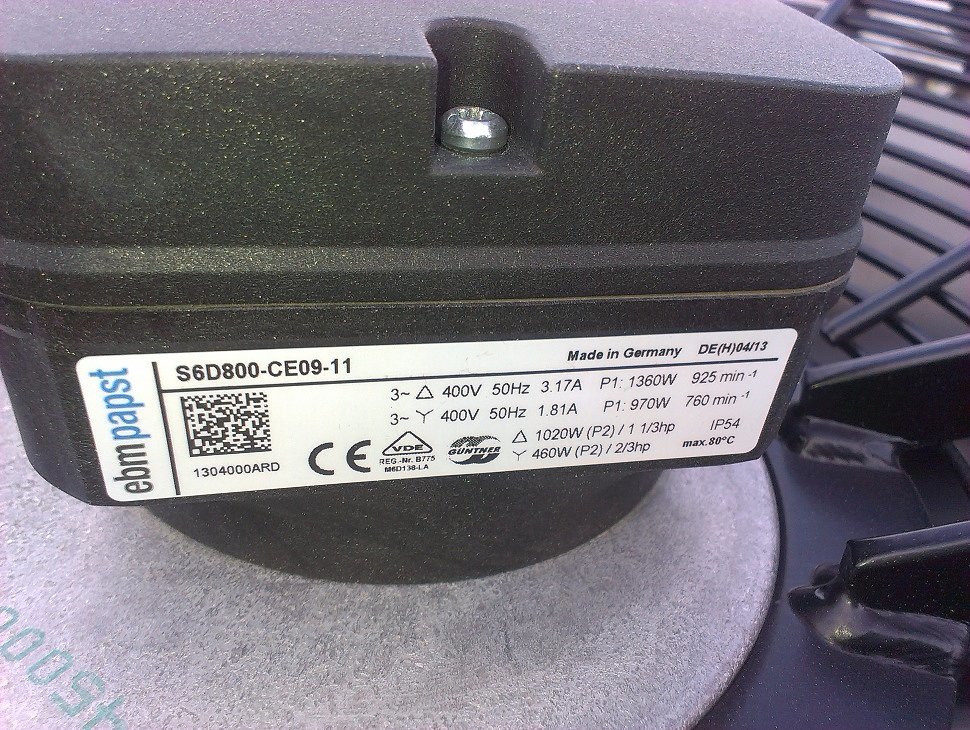 ebmpapst
S6D800-CE09-11
Made in Germany DE(H)04/13
3~ △ 400V 50Hz 3.17A P1: 1360W 925 min -1
3~ Y 400V 50Hz 1.81A P1: 970W 760 min -1
1304000ARD
CE
VDE
REG.-Nr. B775
M6D138-LA
GÜNTNER
△ 1020W (P2) / 1 1/3hp
Y 460W (P2) / 2/3hp
IP54
max.80°C